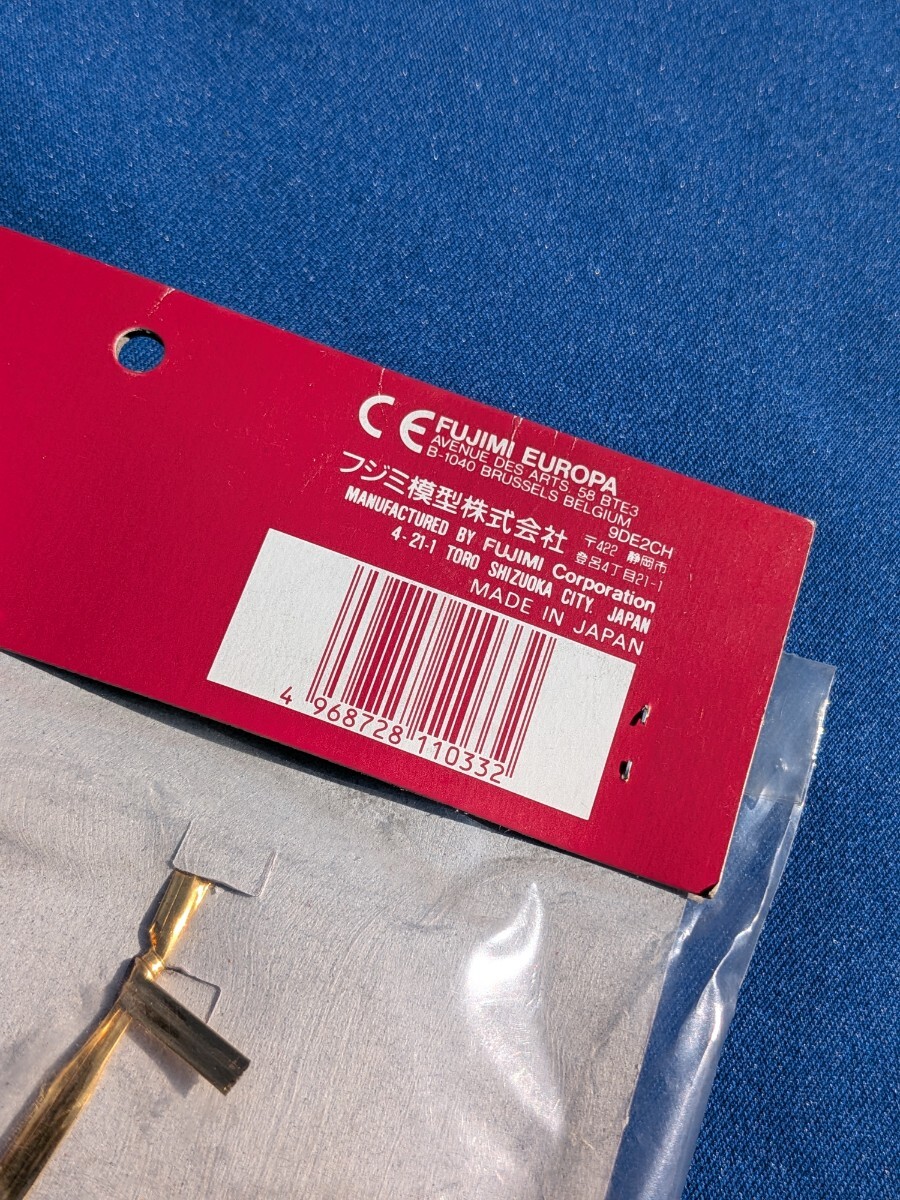 CE
FUJIMI EUROPA
AVENUE DES ARTS, 58 BTE3
B-1040 BRUSSELS BELGIUM
9DE2CH
フジミ模型株式会社
〒422 静岡市
登呂4丁目21-1
MANUFACTURED BY FUJIMI Corporation
4-21-1 TORO SHIZUOKA CITY, JAPAN
MADE IN JAPAN
4 968728 110332